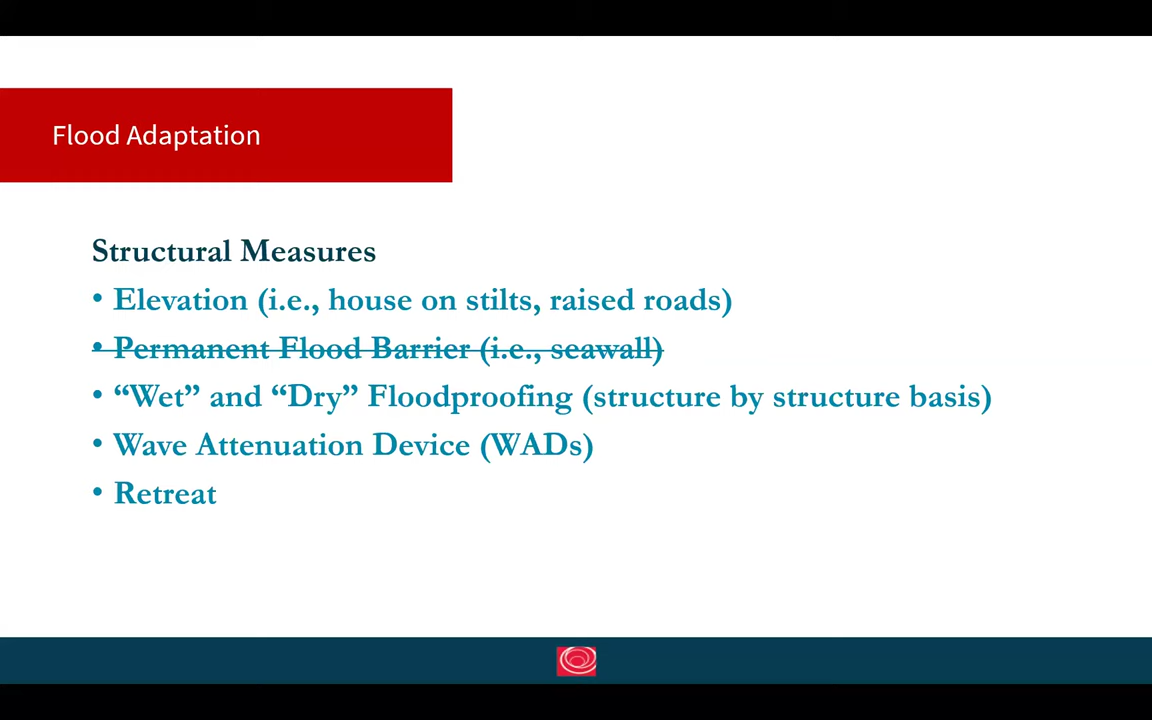 Flood Adaptation
Structural Measures
• Elevation (i.e., house on stilts, raised roads)
• Permanent Flood Barrier (i.e., seawall)
• “Wet” and “Dry” Floodproofing (structure by structure basis)
• Wave Attenuation Device (WADs)
• Retreat